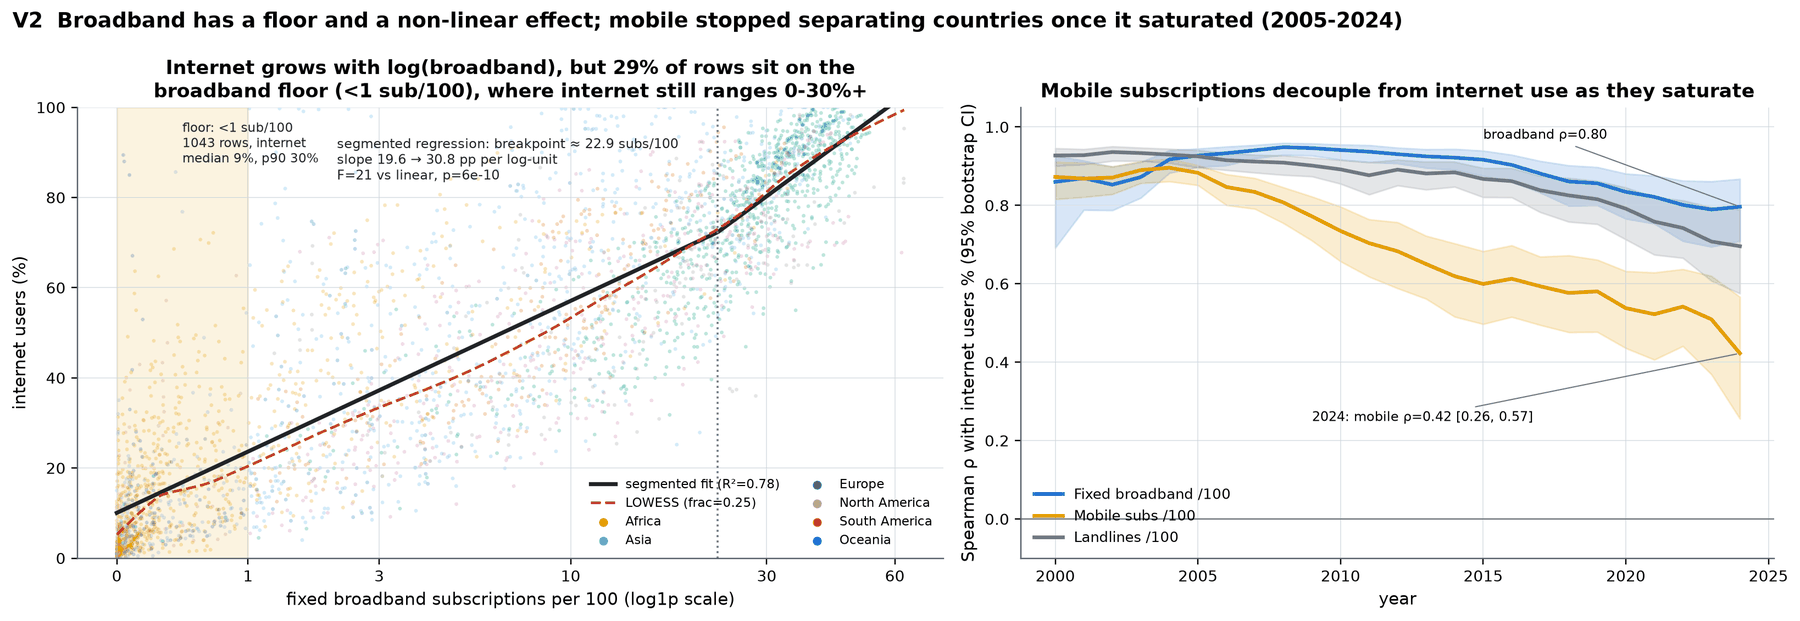 V2 Broadband has a floor and a non-linear effect; mobile stopped separating countries once it saturated (2005-2024)
Internet grows with log(broadband), but 29% of rows sit on the
broadband floor (<1 sub/100), where internet still ranges 0-30%+
floor: <1 sub/100
1043 rows, internet
median 9%, p90 30%
segmented regression: breakpoint ≈ 22.9 subs/100
slope 19.6 → 30.8 pp per log-unit
F=21 vs linear, p=6e-10
internet users (%)
100
80
60
40
20
0
segmented fit (R²=0.78)
LOWESS (frac=0.25)
Africa
Asia
Europe
North America
South America
Oceania
0 1 3 10 30 60
fixed broadband subscriptions per 100 (log1p scale)
Mobile subscriptions decouple from internet use as they saturate
Spearman ρ with internet users % (95% bootstrap CI)
1.0
0.8
0.6
0.4
0.2
0.0
broadband ρ=0.80
2024: mobile ρ=0.42 [0.26, 0.57]
Fixed broadband /100
Mobile subs /100
Landlines /100
2000 2005 2010 2015 2020 2025
year